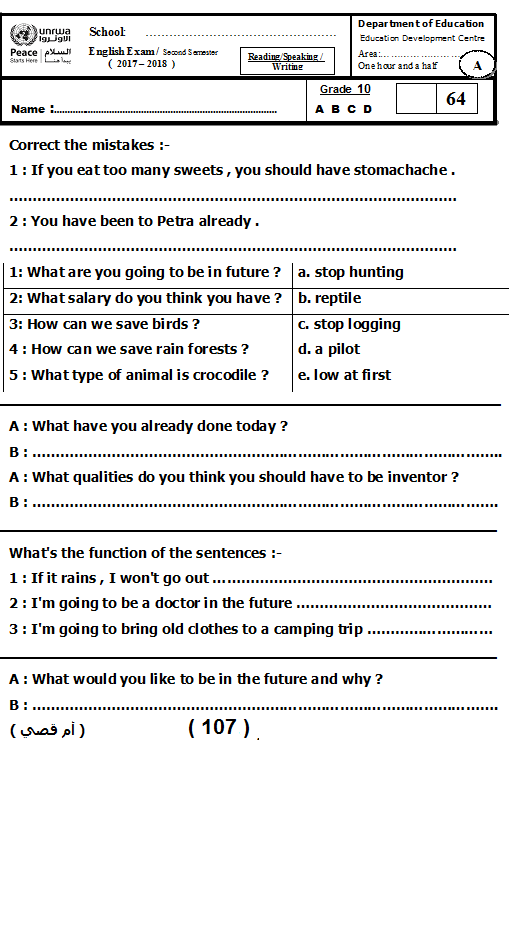 unrwa
الأونروا
Peace السلام
Starts Here يبدأ هنا
School: ……………………………………………
English Exam / Second Semester
( 2017 – 2018 )
Reading/Speaking /
Writing
Department of Education
Education Development Centre
Area:……………………
One hour and a half
A
Name :............................................................................
Grade 10
A B C D
64
Correct the mistakes :-
1 : If you eat too many sweets , you should have stomachache .
……………………………………………………………………………………
2 : You have been to Petra already .
……………………………………………………………………………………
1: What are you going to be in future ? a. stop hunting
2: What salary do you think you have ? b. reptile
3: How can we save birds ? c. stop logging
4 : How can we save rain forests ? d. a pilot
5 : What type of animal is crocodile ? e. low at first
A : What have you already done today ?
B : ………………………………………………………………………………………..
A : What qualities do you think you should have to be inventor ?
B : ……………………………………………………………………………………….
What's the function of the sentences :-
1 : If it rains , I won't go out ……………………………………………………
2 : I'm going to be a doctor in the future ……………………………………
3 : I'm going to bring old clothes to a camping trip ………………………
A : What would you like to be in the future and why ?
B : ……………………………………………………………………………………….
( أم قصي ) ( 107 ) .